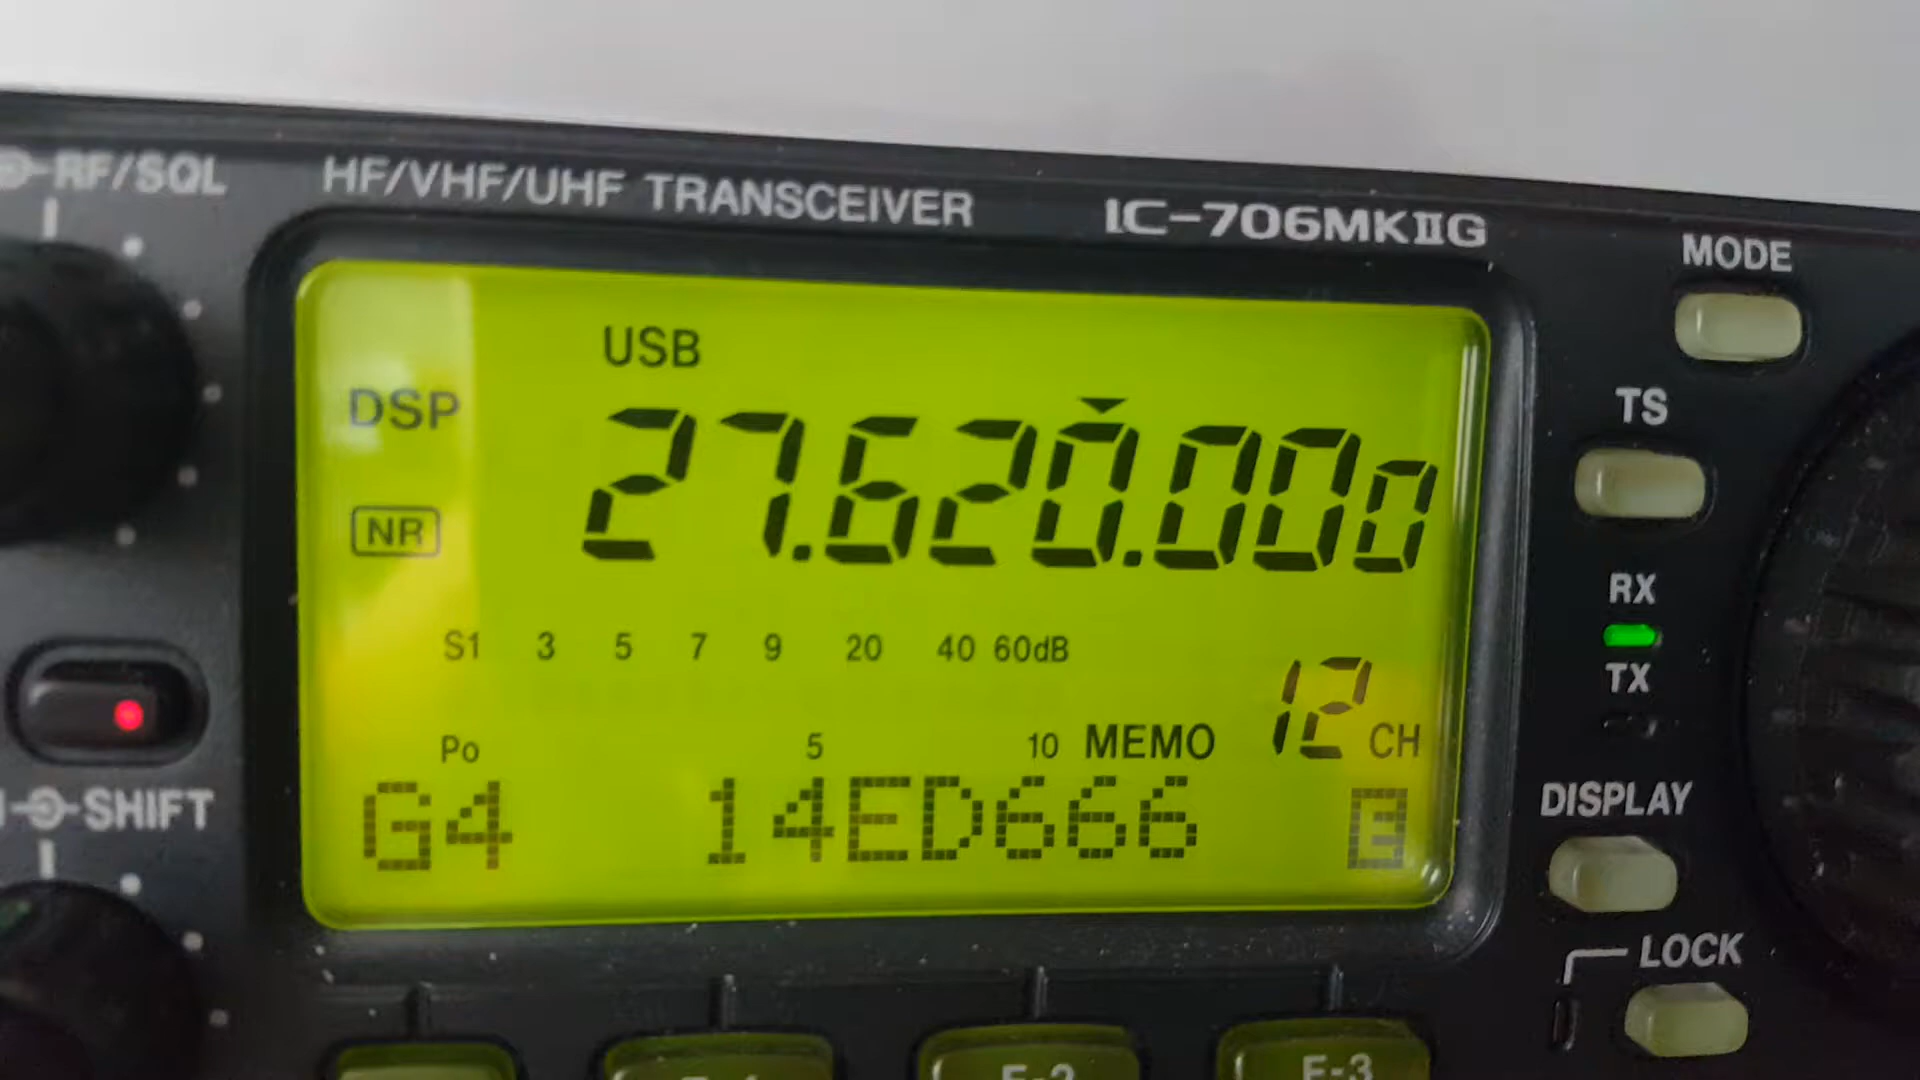 RF/SQL HF/VHF/UHF TRANSCEIVER IC-706MKIIG
MODE
USB
DSP 27.620.000
TS
NR
RX
S1 3 5 7 9 20 40 60dB
TX
12 CH
Po 5 10 MEMO
SHIFT G4 14ED666 E
DISPLAY
LOCK
F-2 F-3